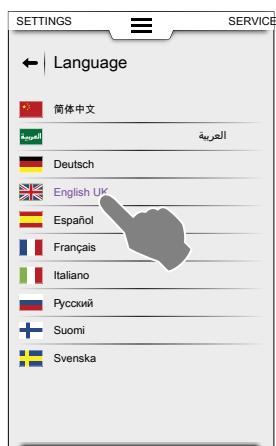 SETTINGS
SERVICE
Language
简体中文
العربية
العربية
Deutsch
English UK
Español
Français
Italiano
Русский
Suomi
Svenska